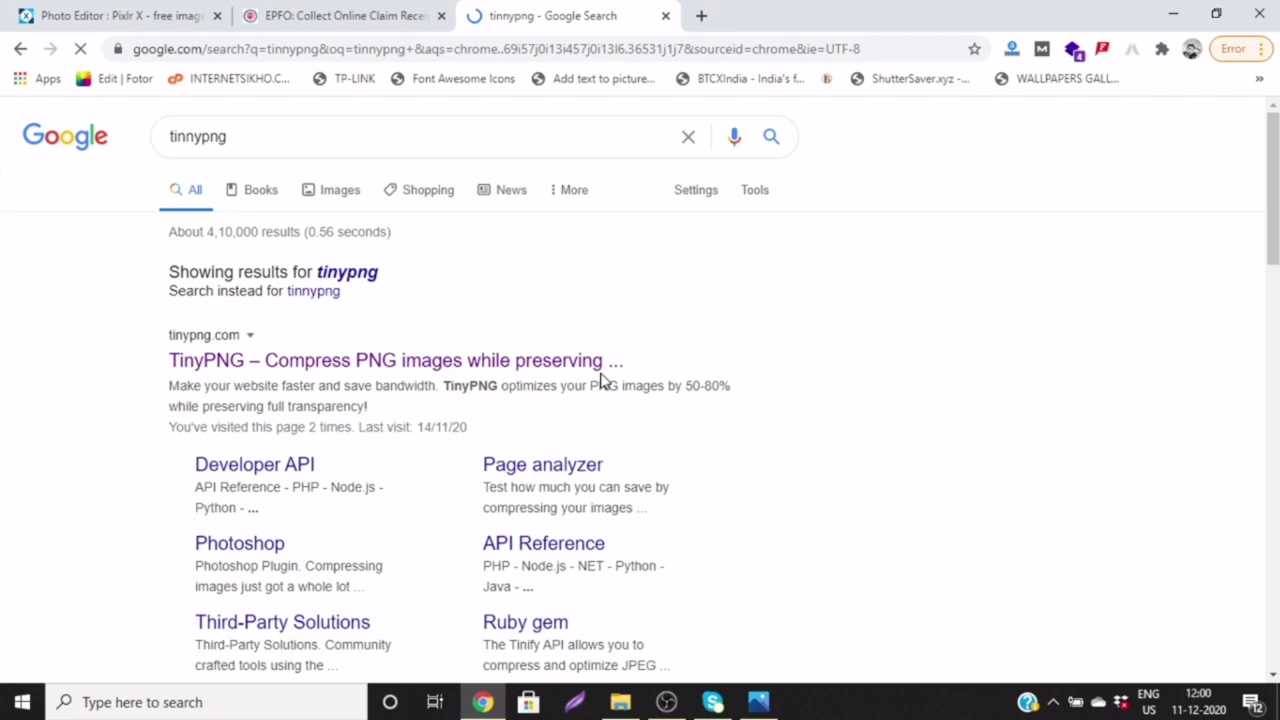 Photo Editor : Pixlr X - free imag
EPFO: Collect Online Claim Recei
tinnypng - Google Search
google.com/search?q=tinnypng&oq=tinnypng+&aqs=chrome..69i57j0i13i457j0i13l6.36531j1j7&sourceid=chrome&ie=UTF-8
4
Error
Apps
Edit | Fotor
INTERNETSIKHO.C...
TP-LINK
Font Awesome Icons
Add text to picture...
BTCXIndia - India's f...
ShutterSaver.xyz -...
WALLPAPERS GALL...
»
Google
tinnypng
All
Books
Images
Shopping
News
More
Settings
Tools
About 4,10,000 results (0.56 seconds)
Showing results for tinypng
Search instead for tinnypng
tinypng.com
TinyPNG – Compress PNG images while preserving ...
Make your website faster and save bandwidth. TinyPNG optimizes your PNG images by 50-80%
while preserving full transparency!
You've visited this page 2 times. Last visit: 14/11/20
Developer API
API Reference - PHP - Node.js -
Python - ...
Page analyzer
Test how much you can save by
compressing your images ...
Photoshop
Photoshop Plugin. Compressing
images just got a whole lot ...
API Reference
PHP - Node.js - NET - Python -
Java - ...
Third-Party Solutions
Third-Party Solutions. Community
crafted tools using the ...
Ruby gem
The Tinify API allows you to
compress and optimize JPEG ...
Type here to search
ENG
US
12:00
11-12-2020
12